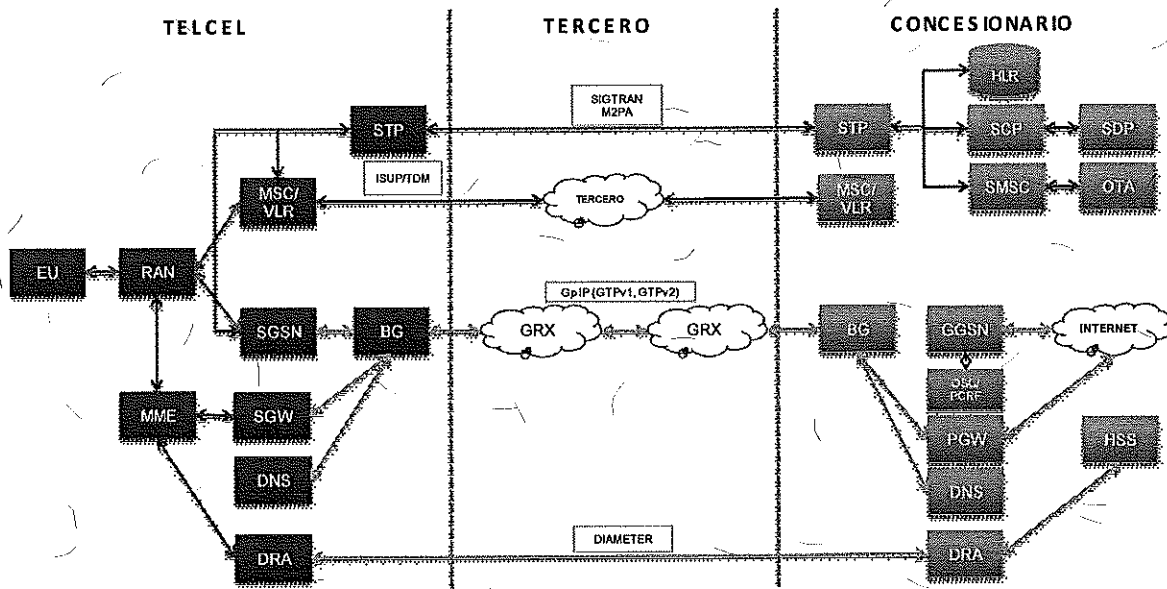 TELCEL
TERCERO
CONCESIONARIO
HLR
SIGTRAN
M2PA
STP
STP
SCP
SDP
ISUP/TDM
MSC/
VLR
TERCERO
MSC/
VLR
SMSC
OTA
EU
RAN
GpIP(GTPv1, GTPv2)
SGSN
BG
GRX
GRX
BG
GGSN
INTERNET
PCRF
MME
SGW
PGW
HSS
DNS
DNS
DIAMETER
DRA
DRA